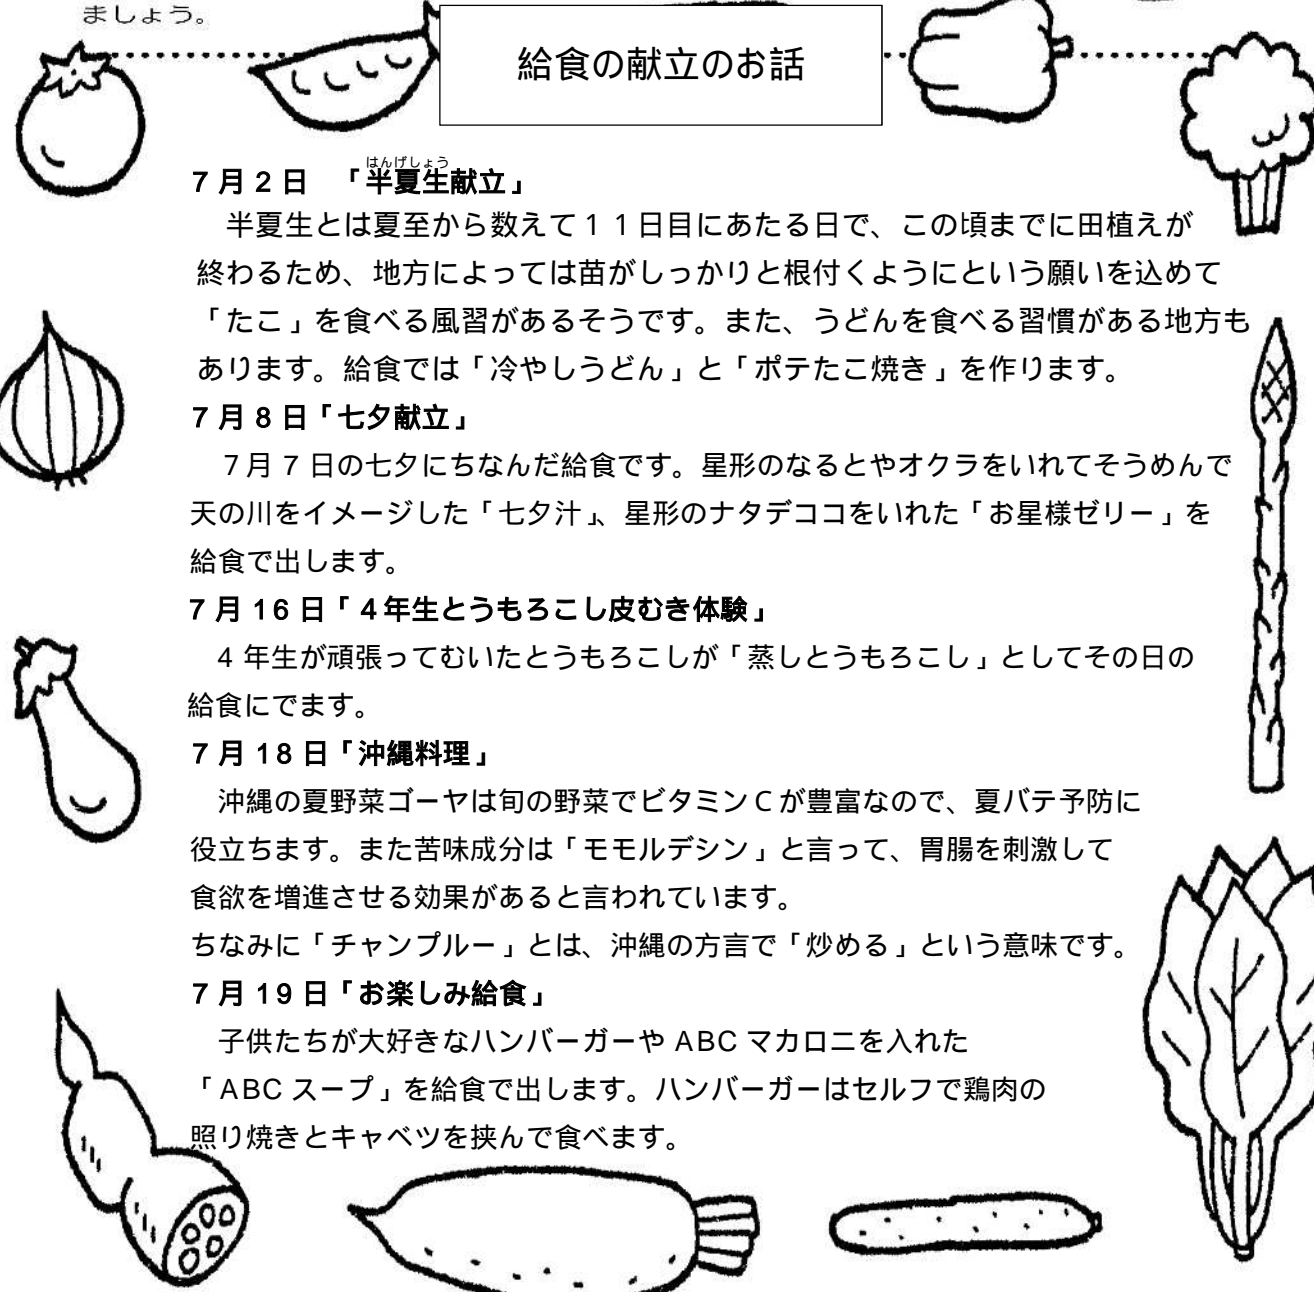 ましょう。
給食の献立のお話
はんげしょう
７月２日　「半夏生献立」
半夏生とは夏至から数えて１１日目にあたる日で、この頃までに田植えが
終わるため、地方によっては苗がしっかりと根付くようにという願いを込めて
「たこ」を食べる風習があるそうです。また、うどんを食べる習慣がある地方も
あります。給食では「冷やしうどん」と「ポテたこ焼き」を作ります。
７月８日「七夕献立」
７月７日の七夕にちなんだ給食です。星形のなるとやオクラをいれてそうめんで
天の川をイメージした「七夕汁」、星形のナタデココをいれた「お星様ゼリー」を
給食で出します。
７月 16 日「４年生とうもろこし皮むき体験」
４年生が頑張ってむいたとうもろこしが「蒸しとうもろこし」としてその日の
給食にでます。
７月 18 日「沖縄料理」
沖縄の夏野菜ゴーヤは旬の野菜でビタミンＣが豊富なので、夏バテ予防に
役立ちます。また苦味成分は「モモルデシン」と言って、胃腸を刺激して
食欲を増進させる効果があると言われています。
ちなみに「チャンプルー」とは、沖縄の方言で「炒める」という意味です。
７月 19 日「お楽しみ給食」
子供たちが大好きなハンバーガーや ABC マカロニを入れた
「ABC スープ」を給食で出します。ハンバーガーはセルフで鶏肉の
照り焼きとキャベツを挟んで食べます。